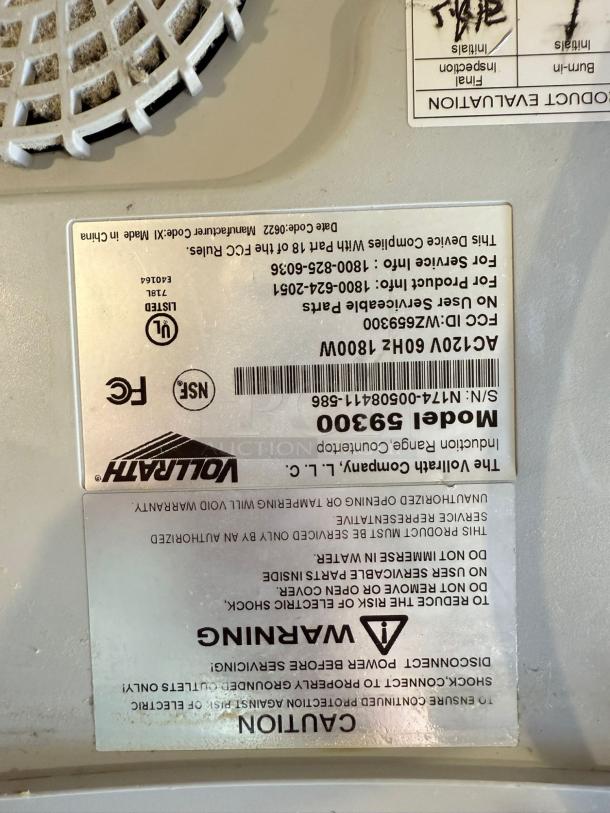 CAUTION
TO ENSURE CONTINUED PROTECTION AGAINST RISK OF ELECTRIC
SHOCK,CONNECT TO PROPERLY GROUNDED OUTLETS ONLY!
DISCONNECT POWER BEFORE SERVICING!
WARNING
TO REDUCE THE RISK OF ELECTRIC SHOCK,
DO NOT REMOVE OR OPEN COVER.
NO USER SERVICABLE PARTS INSIDE
DO NOT IMMERSE IN WATER.
THIS PRODUCT MUST BE SERVICED ONLY BY AN AUTHORIZED
SERVICE REPRESENTATIVE
UNAUTHORIZED OPENING OR TAMPERING WILL VOID WARRANTY.
The Vollrath Company, L. L. C.
VOLLRATH®
Induction Range,Countertop
Model 59300
S/N: N174-00508411-586
NSF®
FC
AC120V 60Hz 1800W
FCC ID:WZ659300
No User Serviceable Parts
UL
LISTED
718L
E40164
For Product Info: 1800-624-2051
For Service Info : 1800-825-6036
This Device Complies With Part 18 of the FCC Rules.
Date Code:0622 Manufacturer Code:XI Made in China
ODUCT EVALUATION
Burn-in
Initials
Final
Inspection
Initials